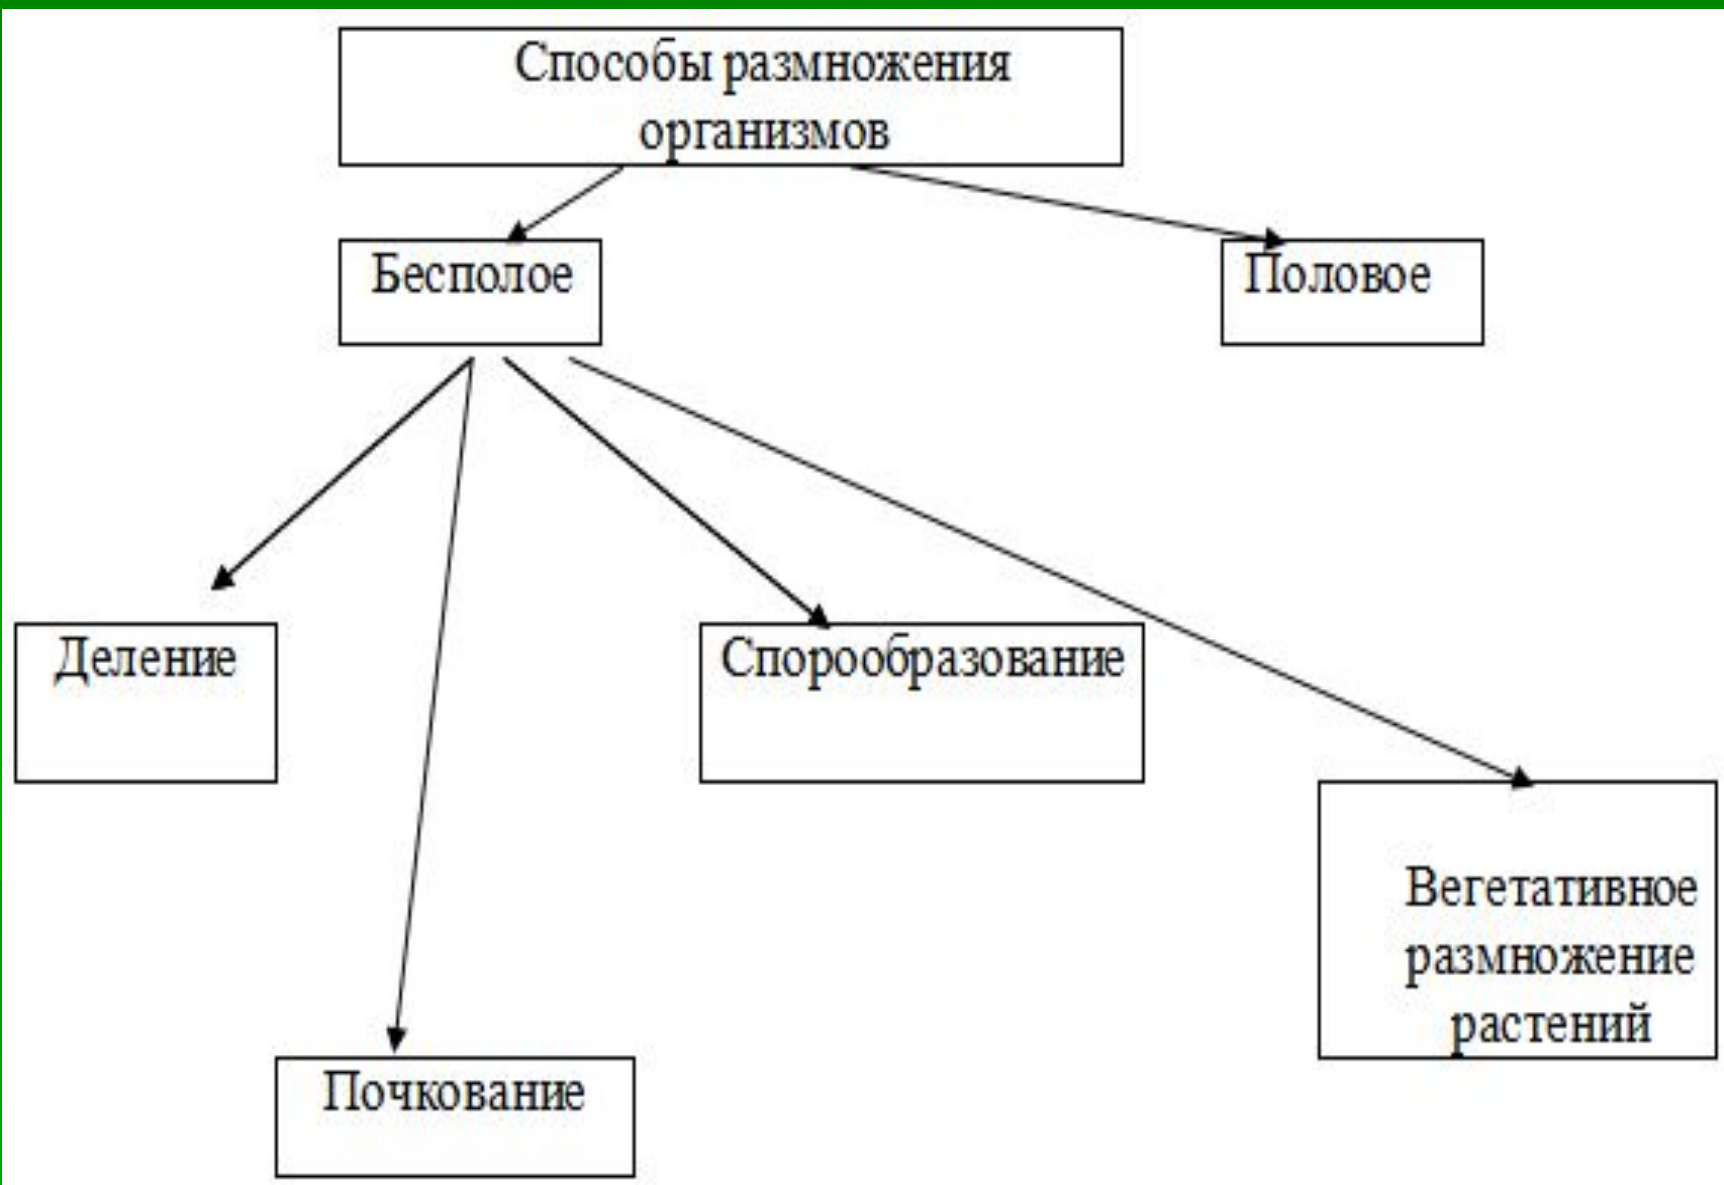 Способы размножения
организмов
Бесполое
Половое
Деление
Спорообразование
Вегетативное
размножение
растений
Почкование